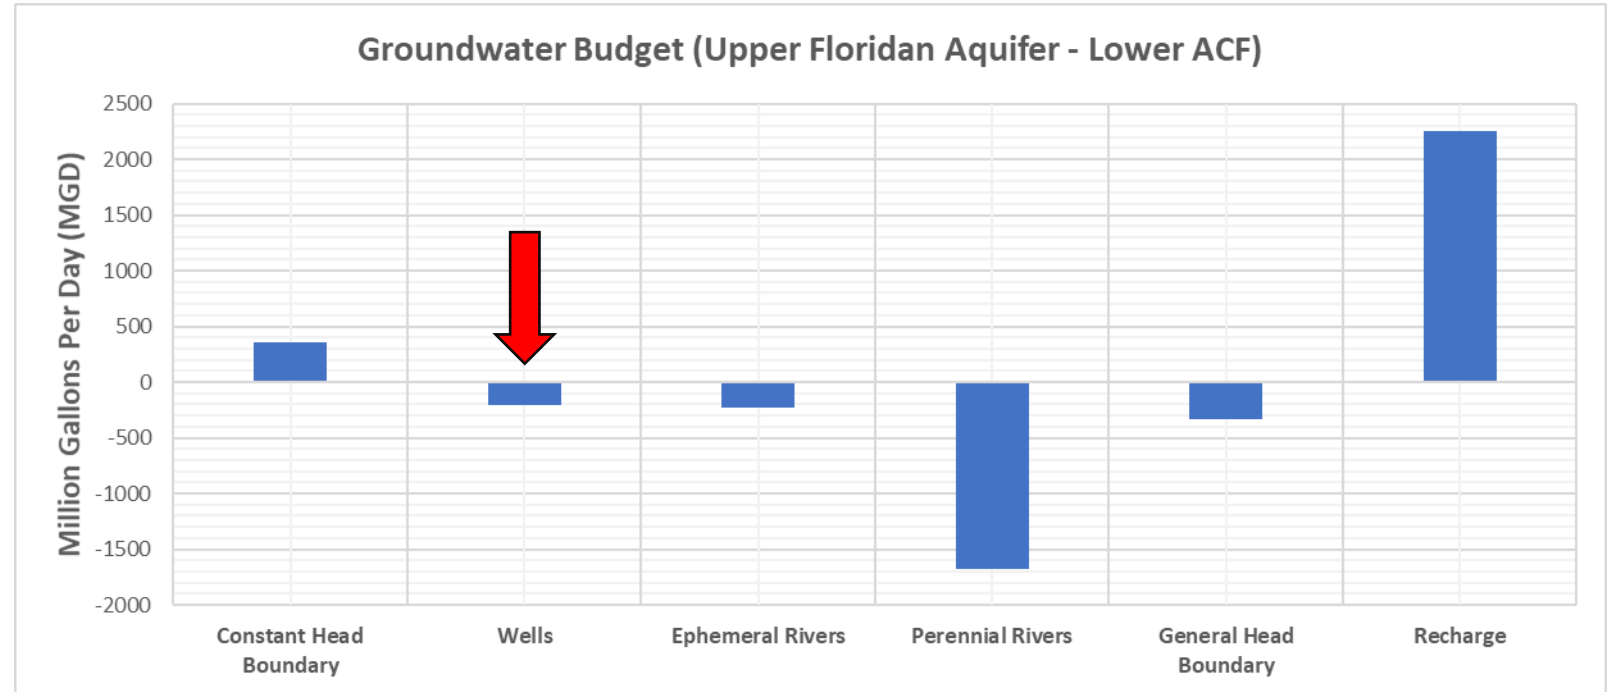 Groundwater Budget (Upper Floridan Aquifer - Lower ACF)
Million Gallons Per Day (MGD)
2500
2000
1500
1000
500
0
-500
-1000
-1500
-2000
Constant Head
Boundary
Wells
Ephemeral Rivers
Perennial Rivers
General Head
Boundary
Recharge